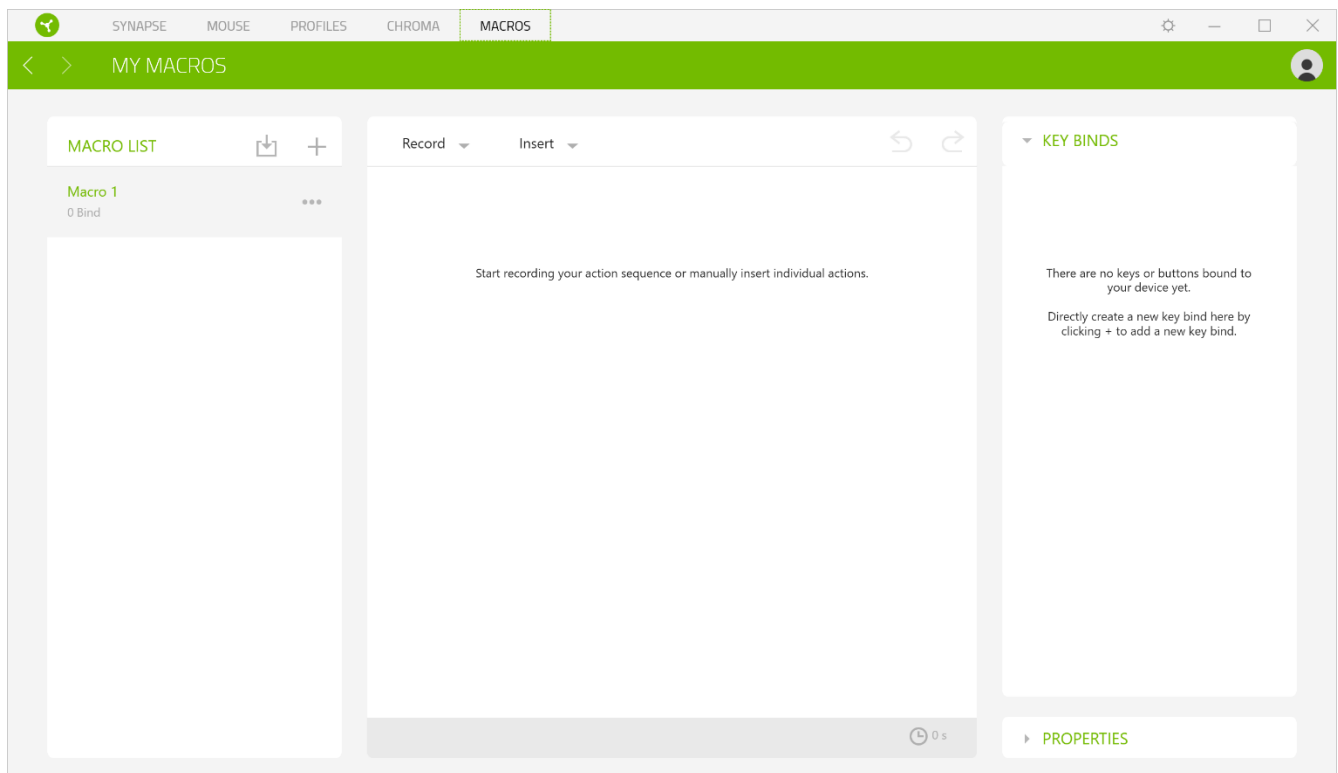 SYNAPSE MOUSE PROFILES CHROMA MACROS
MY MACROS
MACRO LIST
Macro 1
0 Bind
Record Insert
Start recording your action sequence or manually insert individual actions.
0 s
KEY BINDS
There are no keys or buttons bound to
your device yet.
Directly create a new key bind here by
clicking + to add a new key bind.
PROPERTIES